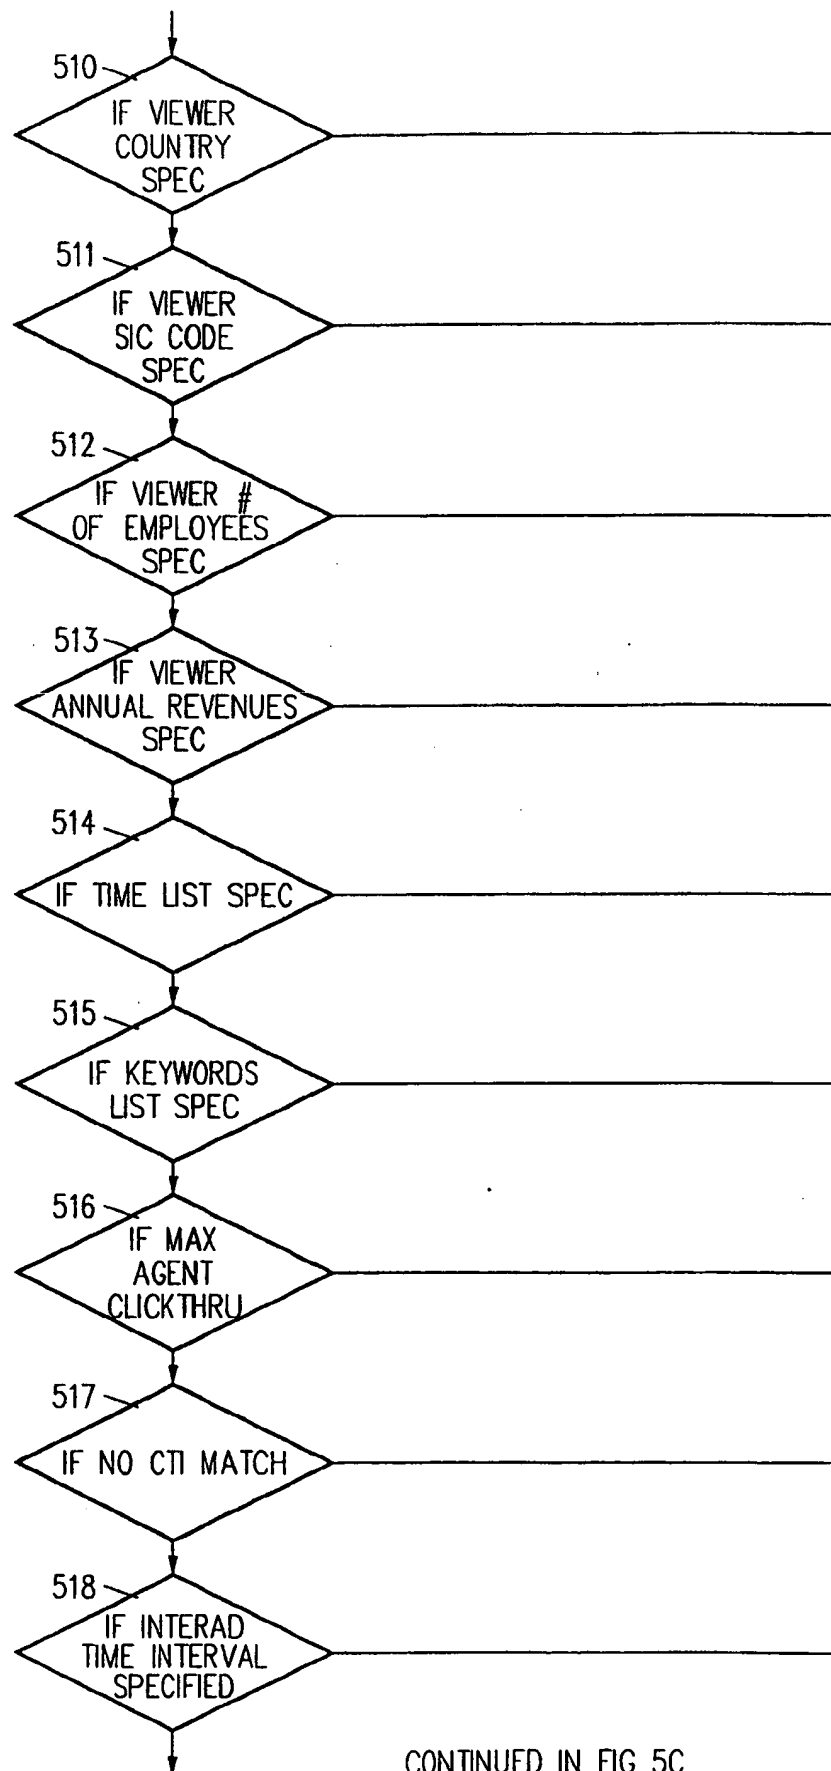 510
IF VIEWER
COUNTRY
SPEC
511
IF VIEWER
SIC CODE
SPEC
512
IF VIEWER #
OF EMPLOYEES
SPEC
513
IF VIEWER
ANNUAL REVENUES
SPEC
514
IF TIME LIST SPEC
515
IF KEYWORDS
LIST SPEC
516
IF MAX
AGENT
CLICKTHRU
517
IF NO CTI MATCH
518
IF INTERAD
TIME INTERVAL
SPECIFIED
CONTINUED IN FIG 5C